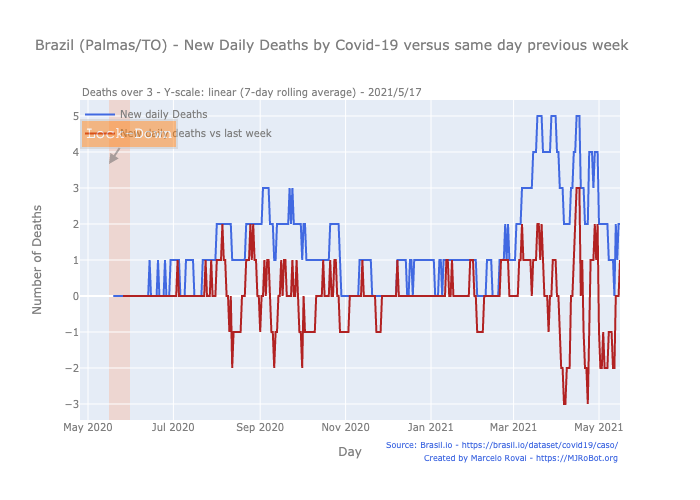 Brazil (Palmas/TO) - New Daily Deaths by Covid-19 versus same day previous week
Deaths over 3 - Y-scale: linear (7-day rolling average) - 2021/5/17
New daily Deaths
Lock Down
deaths vs last week
5
4
3
2
1
0
−1
−2
−3
Number of Deaths
May 2020
Jul 2020
Sep 2020
Nov 2020
Jan 2021
Mar 2021
May 2021
Day
Source: Brasil.io - https://brasil.io/dataset/covid19/caso/
Created by Marcelo Rovai - https://MJRoBot.org